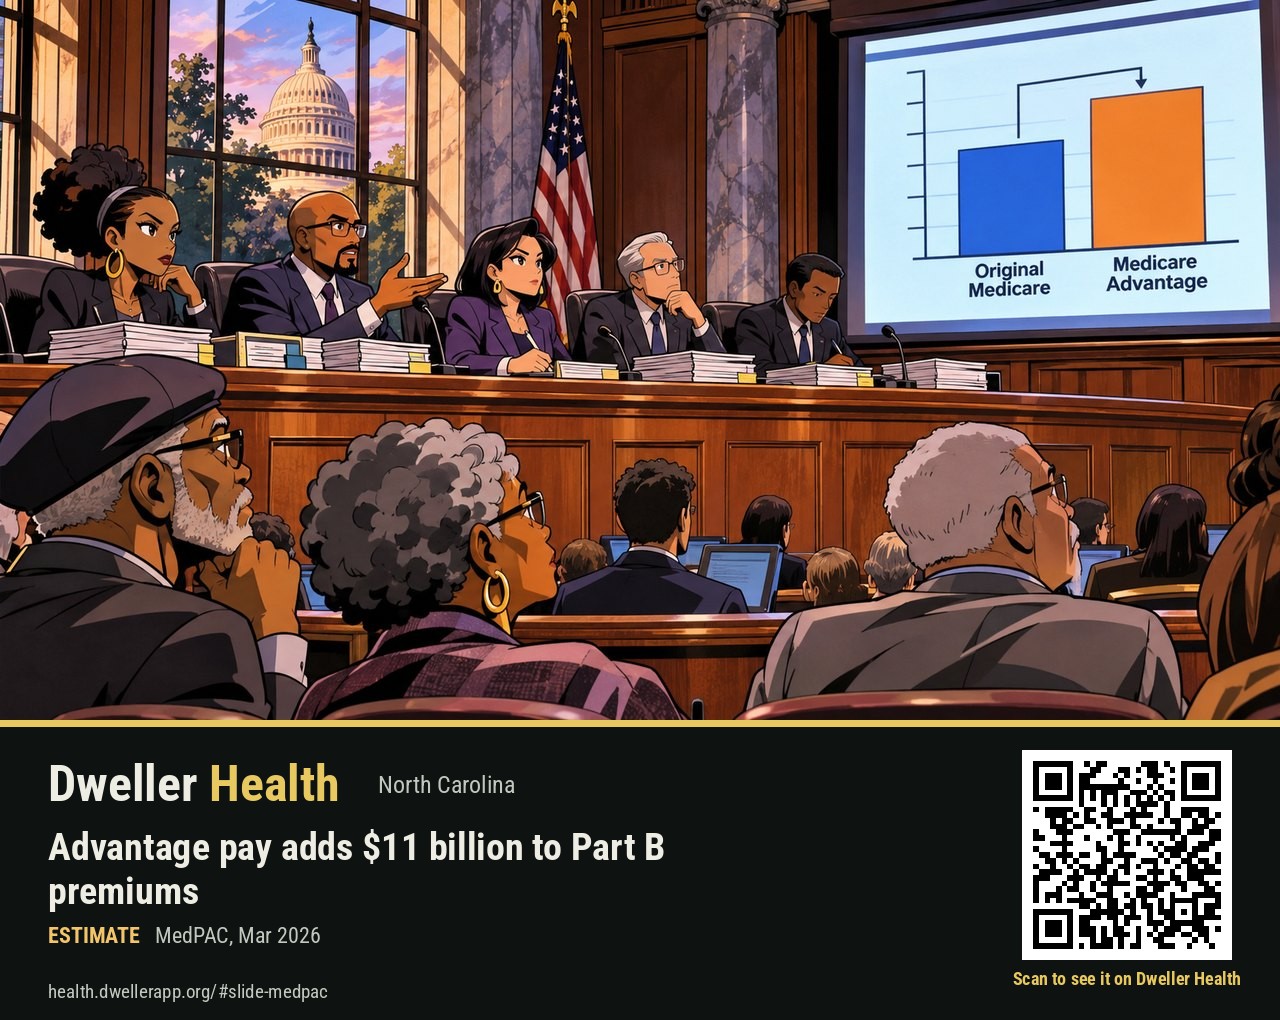 Original
Medicare
Medicare
Advantage
Dweller Health
North Carolina
Advantage pay adds $11 billion to Part B
premiums
ESTIMATE MedPAC, Mar 2026
health.dwellerapp.org/#slide-medpac
Scan to see it on Dweller Health